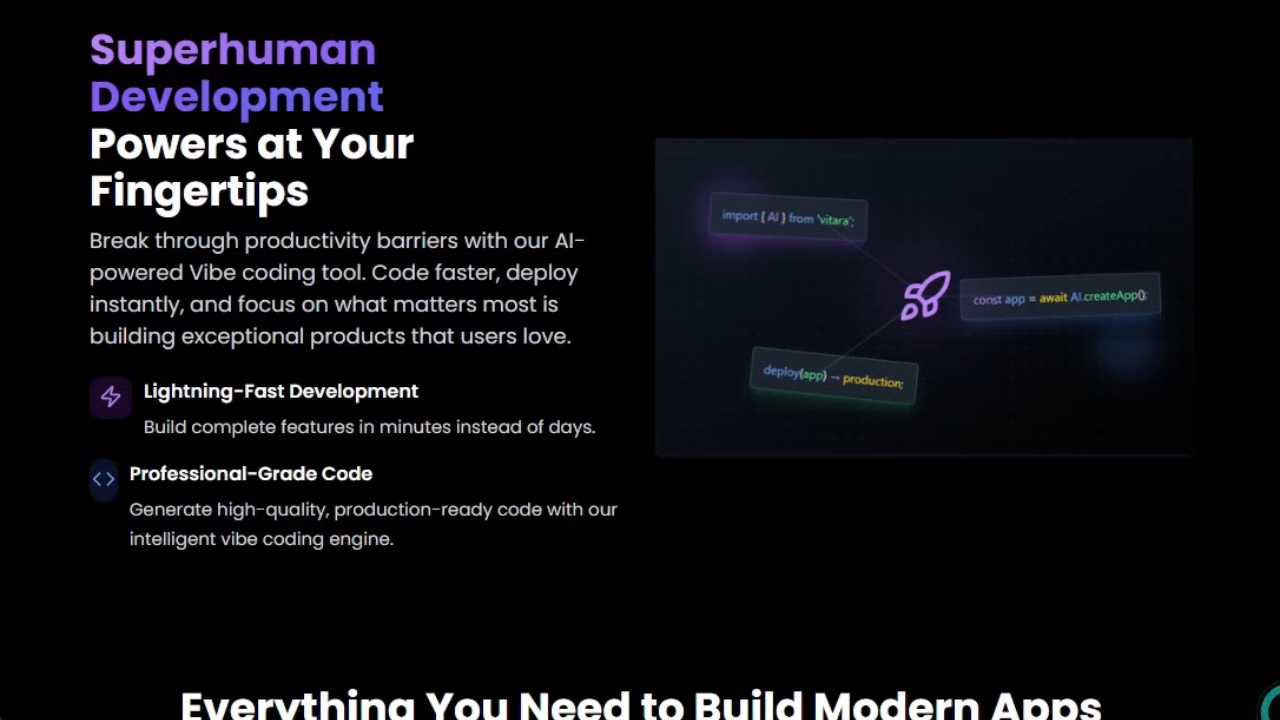 Superhuman
Development
Powers at Your
Fingertips
Break through productivity barriers with our AI-
powered Vibe coding tool. Code faster, deploy
instantly, and focus on what matters most is
building exceptional products that users love.
Lightning-Fast Development
Build complete features in minutes instead of days.
Professional-Grade Code
Generate high-quality, production-ready code with our
intelligent vibe coding engine.
import { AI } from 'vitara';
const app = await AI.createApp();
deploy(app) → production;
Everything You Need to Build Modern Apps